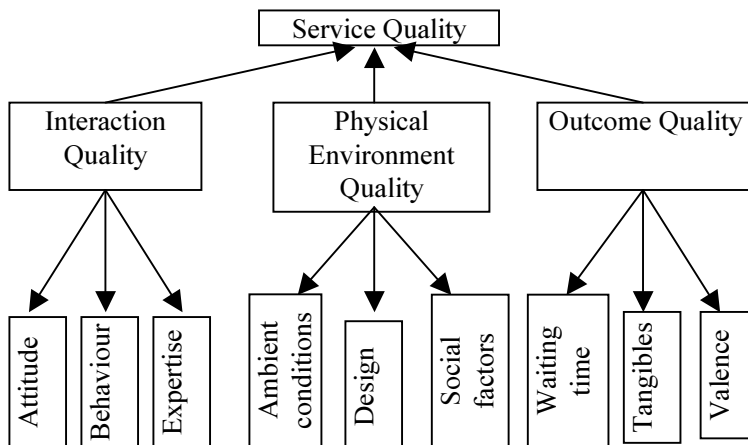 Service Quality
Interaction
Quality
Physical
Environment
Quality
Outcome Quality
Attitude
Behaviour
Expertise
Ambient
conditions
Design
Social
factors
Waiting
time
Tangibles
Valence